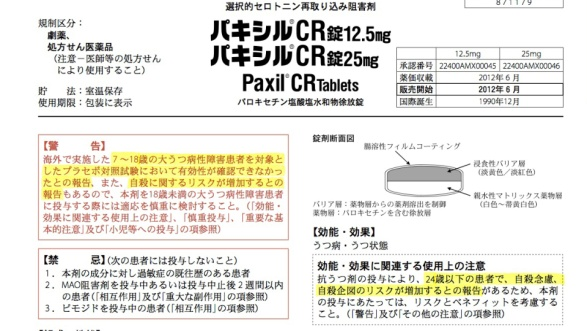 871179
選択的セロトニン再取り込み阻害剤
規制区分：
劇薬、
処方せん医薬品
（注意－医師等の処方せん
により使用すること）
貯　法：室温保存
使用期限：包装に表示
パキシルCR錠12.5mg
パキシルCR錠25mg
Paxil® CR Tablets
パロキセチン塩酸塩水和物徐放錠
12.5mg 25mg
承認番号 22400AMX00045 22400AMX00046
薬価収載 2012年6月
販売開始 2012年6月
国際誕生 1990年12月
【警　告】
海外で実施した7～18歳の大うつ病性障害患者を対象と
したプラセボ対照試験において有効性が確認できなかっ
たとの報告、また、自殺に関するリスクが増加するとの
報告もあるので、本剤を18歳未満の大うつ病性障害患者
に投与する際には適応を慎重に検討すること。（「効能・
効果に関連する使用上の注意」、「慎重投与」、「重要な基
本的注意」及び「小児等への投与」の項参照）
【禁　忌】（次の患者には投与しないこと）
1．本剤の成分に対し過敏症の既往歴のある患者
2．MAO阻害剤を投与中あるいは投与中止後2週間以内
の患者（「相互作用」及び「重大な副作用」の項参照）
3．ピモジドを投与中の患者（「相互作用」の項参照）
錠剤断面図
腸溶性フィルムコーティング
浸食性バリア層
（淡黄色／淡紅色）
親水性マトリックス薬物層
（白色～帯黄白色）
バリア層：薬物層からの薬剤溶出を制御
薬物層：パロキセチンを含む徐放層
【効能・効果】
うつ病・うつ状態
効能・効果に関連する使用上の注意
抗うつ剤の投与により、24歳以下の患者で、自殺念慮、
自殺企図のリスクが増加するとの報告があるため、本剤
の投与にあたっては、リスクとベネフィットを考慮する
こと。（「警告」及び「その他の注意」の項参照）